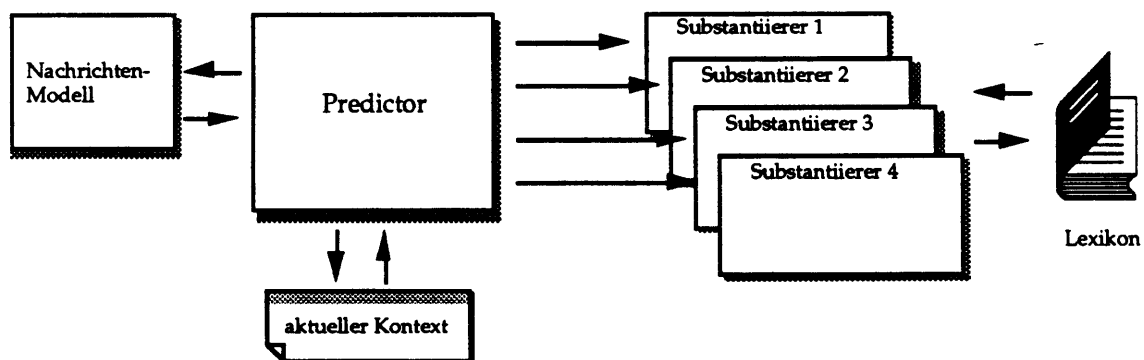 Nachrichten-
Modell
Predictor
Substantiierer 1
Substantiierer 2
Substantiierer 3
Substantiierer 4
Lexikon
aktueller Kontext